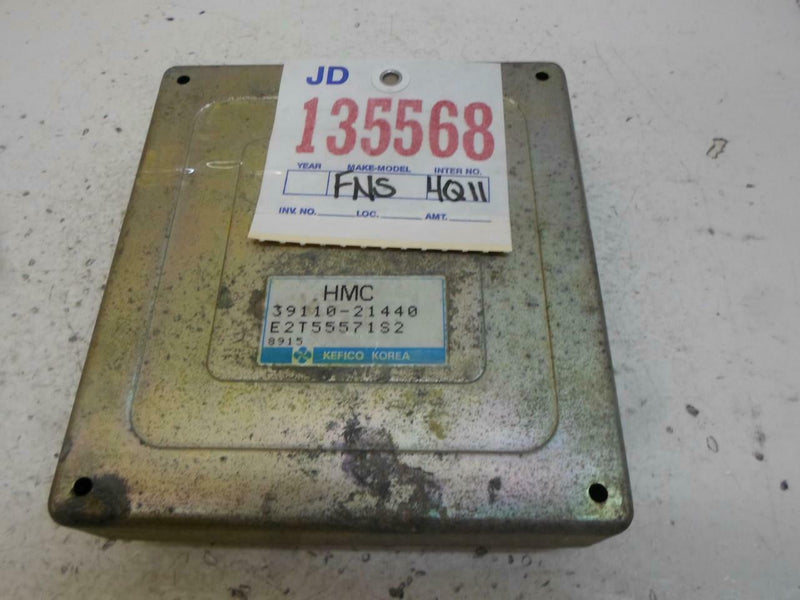 JD
135568
YEAR MAKE-MODEL INTER NO.
FNS 4Q11
INV. NO. LOC. AMT.
HMC
39110-21440
E2T55571S2
8915
KEFICO KOREA